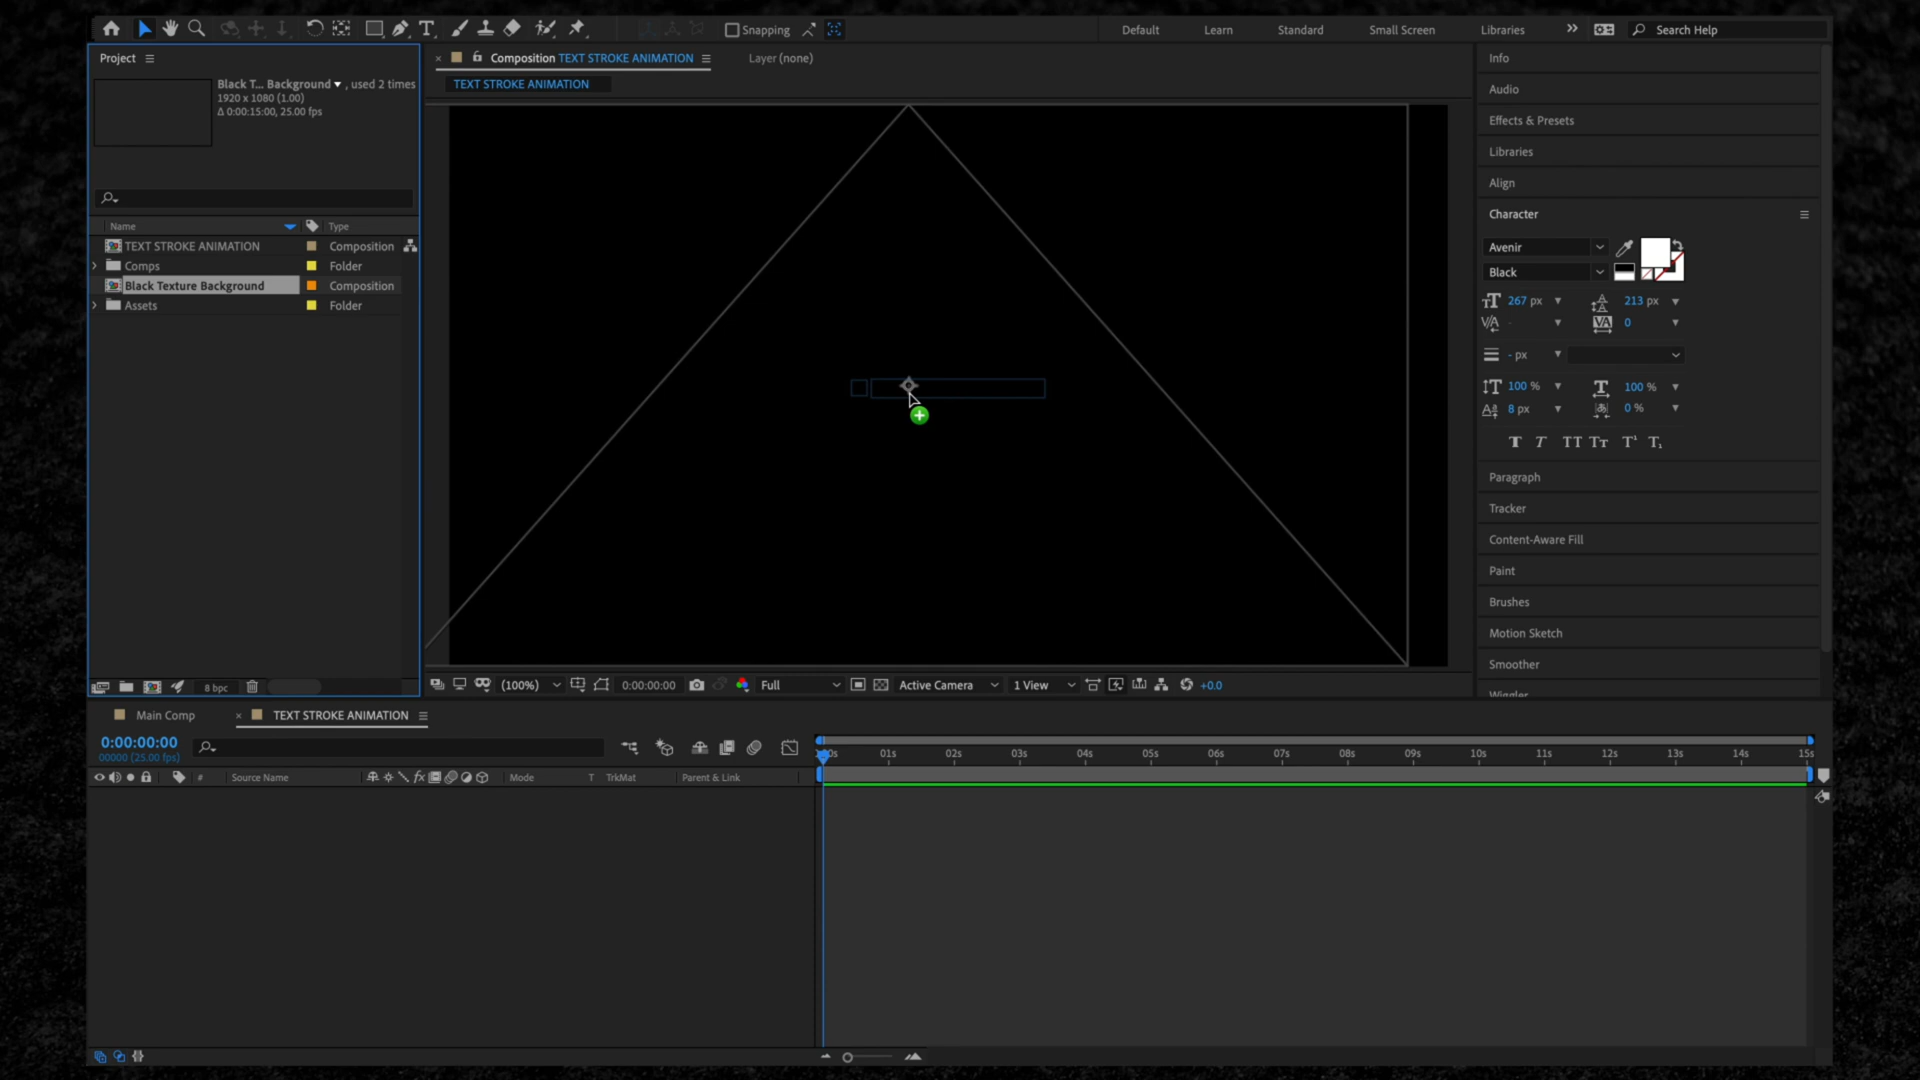 Snapping
Default
Learn
Standard
Small Screen
Libraries
Search Help
Project
Black T... Background , used 2 times
1920 x 1080 (1.00)
Δ 0:00:15:00, 25.00 fps
Name
Type
TEXT STROKE ANIMATION
Composition
Comps
Folder
Black Texture Background
Composition
Assets
Folder
8 bpc
Composition TEXT STROKE ANIMATION
Layer (none)
TEXT STROKE ANIMATION
(100%)
0:00:00:00
Full
Active Camera
1 View
+0.0
Info
Audio
Effects & Presets
Libraries
Align
Character
Avenir
Black
267 px
213 px
0
- px
100 %
100 %
8 px
0 %
Paragraph
Tracker
Content-Aware Fill
Paint
Brushes
Motion Sketch
Smoother
Wiggler
Main Comp
TEXT STROKE ANIMATION
0:00:00:00
00000 (25.00 fps)
#
Source Name
Mode
T
TrkMat
Parent & Link
01s
02s
03s
04s
05s
06s
07s
08s
09s
10s
11s
12s
13s
14s
15s